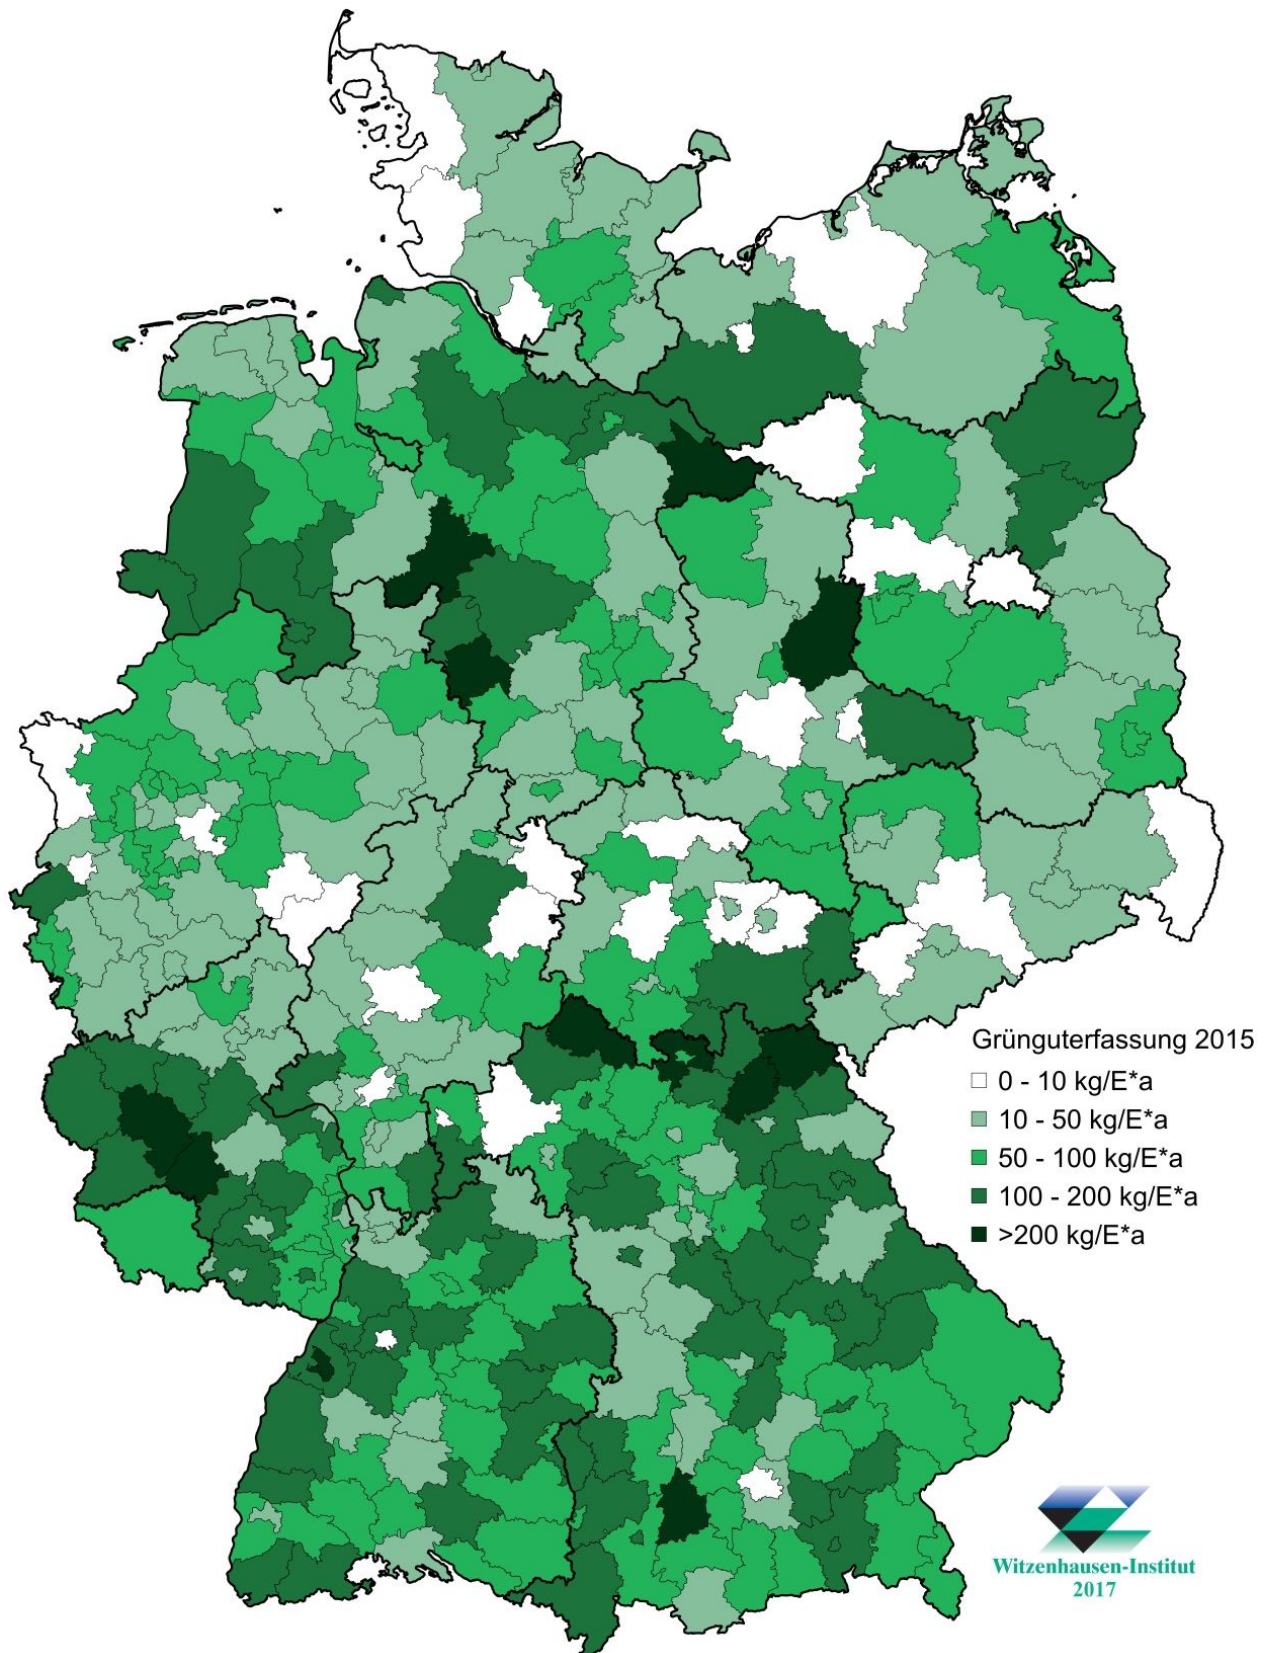 Grünguterfassung 2015
0 - 10 kg/E*a
10 - 50 kg/E*a
50 - 100 kg/E*a
100 - 200 kg/E*a
>200 kg/E*a
Witzenhausen-Institut
2017